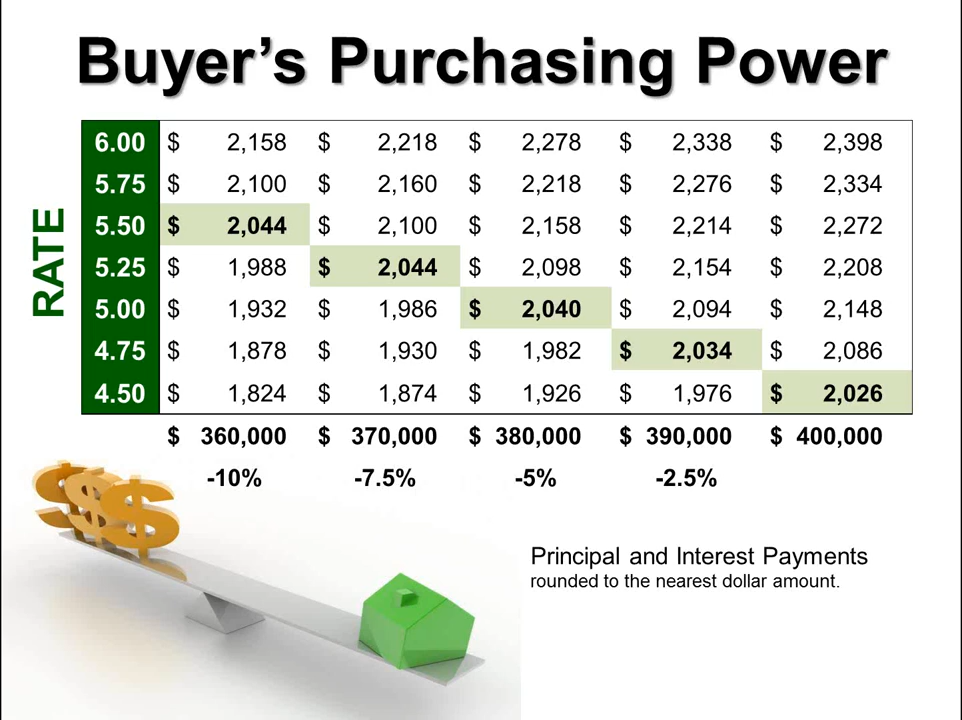 Buyer's Purchasing Power
RATE
6.00 $ 2,158 $ 2,218 $ 2,278 $ 2,338 $ 2,398
5.75 $ 2,100 $ 2,160 $ 2,218 $ 2,276 $ 2,334
5.50 $ 2,044 $ 2,100 $ 2,158 $ 2,214 $ 2,272
5.25 $ 1,988 $ 2,044 $ 2,098 $ 2,154 $ 2,208
5.00 $ 1,932 $ 1,986 $ 2,040 $ 2,094 $ 2,148
4.75 $ 1,878 $ 1,930 $ 1,982 $ 2,034 $ 2,086
4.50 $ 1,824 $ 1,874 $ 1,926 $ 1,976 $ 2,026
$ 360,000 $ 370,000 $ 380,000 $ 390,000 $ 400,000
-10% -7.5% -5% -2.5%
$$$
Principal and Interest Payments
rounded to the nearest dollar amount.